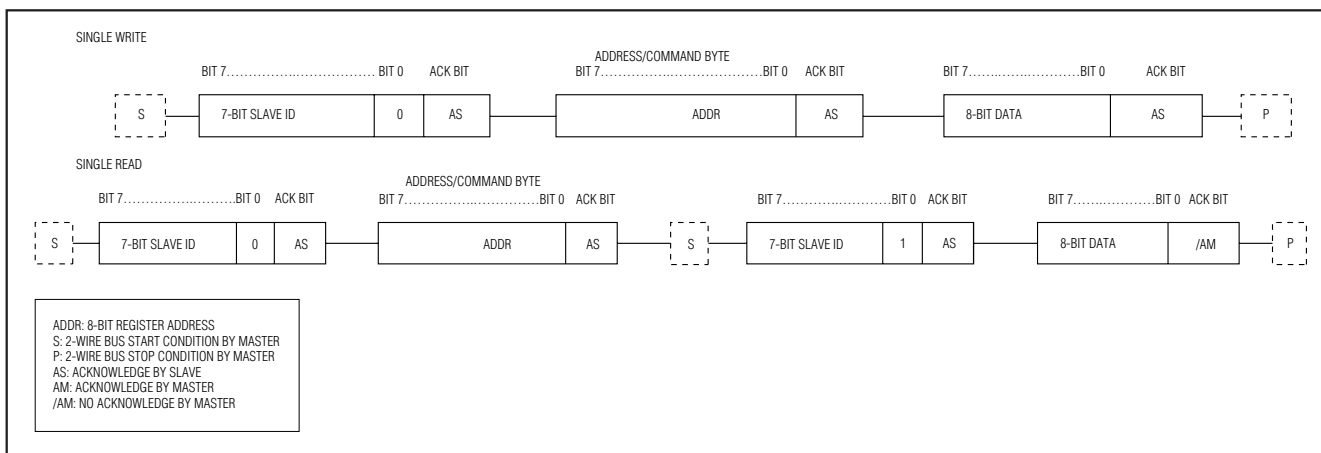 SINGLE WRITE
ADDRESS/COMMAND BYTE
BIT 7……………..……………… BIT 0 ACK BIT BIT 7……………..…………………BIT 0 ACK BIT BIT 7…….…….……… BIT 0 ACK BIT
S 7-BIT SLAVE ID 0 AS ADDR AS 8-BIT DATA AS P
SINGLE READ
ADDRESS/COMMAND BYTE
BIT 7……………..……….BIT 0 ACK BIT BIT 7……………..………………BIT 0 ACK BIT BIT 7…………..…………BIT 0 ACK BIT BIT 7…….…….………BIT 0 ACK BIT
S 7-BIT SLAVE ID 0 AS ADDR AS S 7-BIT SLAVE ID 1 AS 8-BIT DATA /AM P
ADDR: 8-BIT REGISTER ADDRESS
S: 2-WIRE BUS START CONDITION BY MASTER
P: 2-WIRE BUS STOP CONDITION BY MASTER
AS: ACKNOWLEDGE BY SLAVE
AM: ACKNOWLEDGE BY MASTER
/AM: NO ACKNOWLEDGE BY MASTER